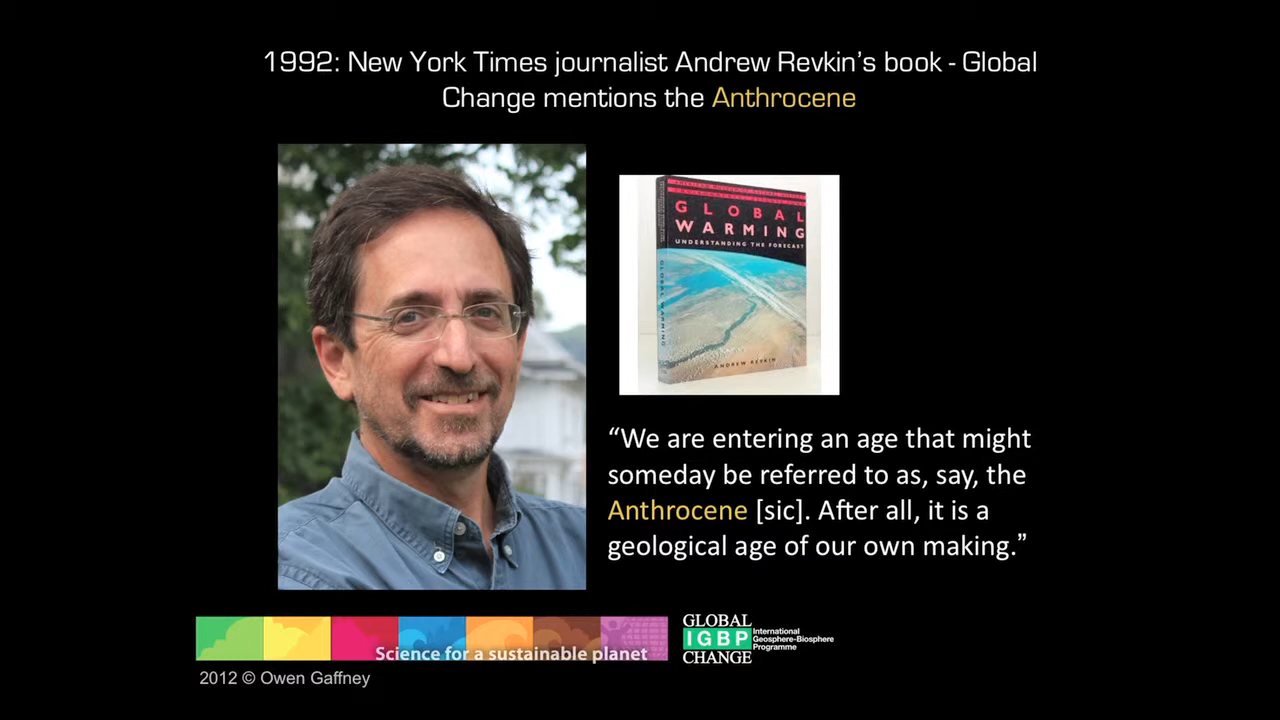 1992: New York Times journalist Andrew Revkin's book - Global
Change mentions the Anthrocene
GLOBAL
WARMING
UNDERSTANDING THE FORECAST
GLOBAL WARMING
ANDREW REVKIN
“We are entering an age that might
someday be referred to as, say, the
Anthrocene [sic]. After all, it is a
geological age of our own making.”
Science for a sustainable planet
GLOBAL
IGBP
CHANGE
International
Geosphere-Biosphere
Programme
2012 © Owen Gaffney